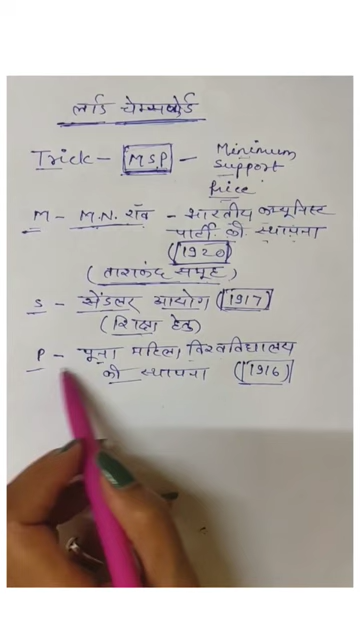 लार्ड चेम्सफोर्ड
Trick - MSP - Minimum
support
Price
M - M.N. रॉय - भारतीय कम्यूनिस्ट
पार्टी की स्थापना
(1920)
(ताशकंद समूह)
S - सैडलर आयोग (1917)
(शिक्षा हेतु)
P - पूना महिला विश्वविद्यालय
की स्थापना (1916)